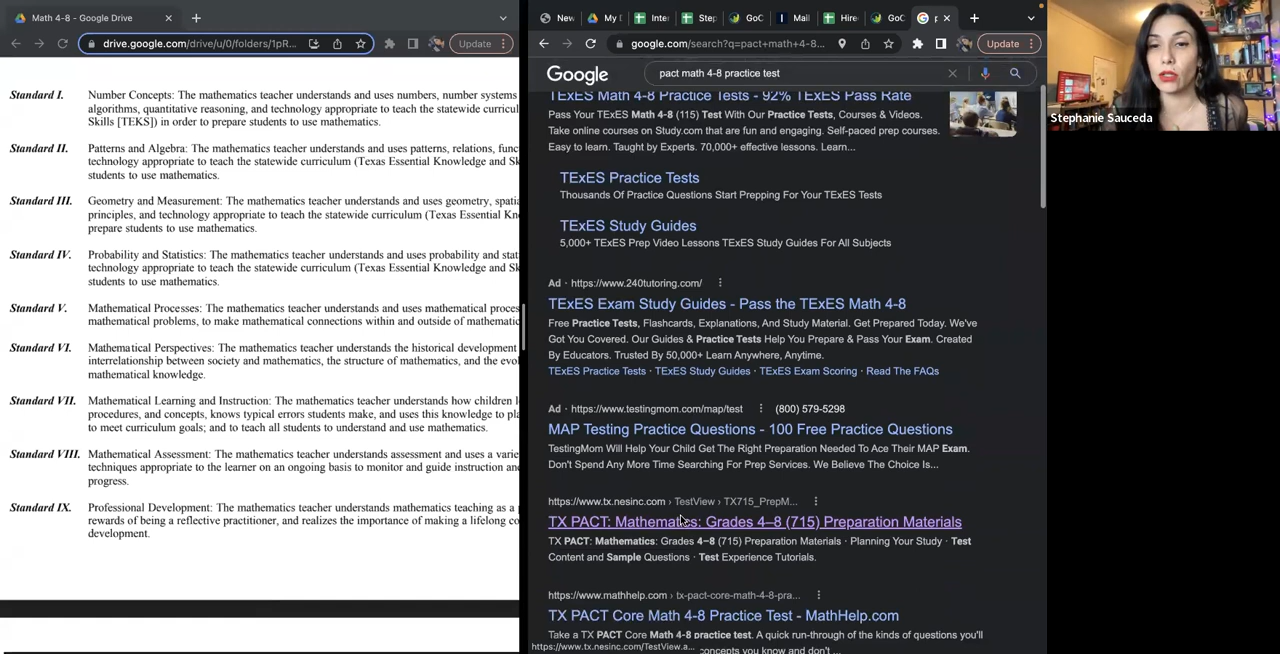 Math 4-8 - Google Drive
drive.google.com/drive/u/0/folders/1pR...
Update
Standard I. Number Concepts: The mathematics teacher understands and uses numbers, number systems
algorithms, quantitative reasoning, and technology appropriate to teach the statewide curricul
Skills [TEKS]) in order to prepare students to use mathematics.
Standard II. Patterns and Algebra: The mathematics teacher understands and uses patterns, relations, func
technology appropriate to teach the statewide curriculum (Texas Essential Knowledge and Sk
students to use mathematics.
Standard III. Geometry and Measurement: The mathematics teacher understands and uses geometry, spatia
principles, and technology appropriate to teach the statewide curriculum (Texas Essential Kn
prepare students to use mathematics.
Standard IV. Probability and Statistics: The mathematics teacher understands and uses probability and stat
technology appropriate to teach the statewide curriculum (Texas Essential Knowledge and Sk
students to use mathematics.
Standard V. Mathematical Processes: The mathematics teacher understands and uses mathematical proces
mathematical problems, to make mathematical connections within and outside of mathematic
Standard VI. Mathematical Perspectives: The mathematics teacher understands the historical development
interrelationship between society and mathematics, the structure of mathematics, and the evol
mathematical knowledge.
Standard VII. Mathematical Learning and Instruction: The mathematics teacher understands how children l
procedures, and concepts, knows typical errors students make, and uses this knowledge to pla
to meet curriculum goals; and to teach all students to understand and use mathematics.
Standard VIII. Mathematical Assessment: The mathematics teacher understands assessment and uses a varie
techniques appropriate to the learner on an ongoing basis to monitor and guide instruction and
progress.
Standard IX. Professional Development: The mathematics teacher understands mathematics teaching as a p
rewards of being a reflective practitioner, and realizes the importance of making a lifelong co
development.
New My D Inte Step GoC Mail Hire GoC p
google.com/search?q=pact+math+4-8...
Update
Google
pact math 4-8 practice test
TExES Math 4-8 Practice Tests - 92% TExES Pass Rate
Pass Your TExES Math 4-8 (115) Test With Our Practice Tests, Courses & Videos.
Take online courses on Study.com that are fun and engaging. Self-paced prep courses.
Easy to learn. Taught by Experts. 70,000+ effective lessons. Learn...
TExES Practice Tests
Thousands Of Practice Questions Start Prepping For Your TExES Tests
TExES Study Guides
5,000+ TExES Prep Video Lessons TExES Study Guides For All Subjects
Ad · https://www.240tutoring.com/
TExES Exam Study Guides - Pass the TExES Math 4-8
Free Practice Tests, Flashcards, Explanations, And Study Material. Get Prepared Today. We've
Got You Covered. Our Guides & Practice Tests Help You Prepare & Pass Your Exam. Created
By Educators. Trusted By 50,000+ Learn Anywhere, Anytime.
TExES Practice Tests · TExES Study Guides · TExES Exam Scoring · Read The FAQs
Ad · https://www.testingmom.com/map/test (800) 579-5298
MAP Testing Practice Questions - 100 Free Practice Questions
TestingMom Will Help Your Child Get The Right Preparation Needed To Ace Their MAP Exam.
Don't Spend Any More Time Searching For Prep Services. We Believe The Choice Is...
https://www.tx.nesinc.com › TestView › TX715_PrepM...
TX PACT: Mathematics: Grades 4–8 (715) Preparation Materials
TX PACT: Mathematics: Grades 4–8 (715) Preparation Materials · Planning Your Study · Test
Content and Sample Questions · Test Experience Tutorials.
https://www.mathhelp.com › tx-pact-core-math-4-8-pra...
TX PACT Core Math 4-8 Practice Test - MathHelp.com
Take a TX PACT Core Math 4-8 practice test. A quick run-through of the kinds of questions you'll
https://www.tx.nesinc.com/TestView.a... concepts you know and don't ...
Stephanie Sauceda